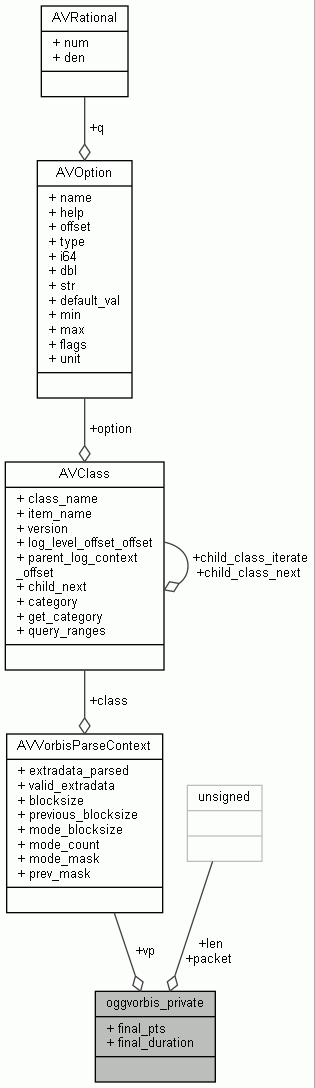 AVRational
+ num
+ den
+q
AVOption
+ name
+ help
+ offset
+ type
+ i64
+ dbl
+ str
+ default_val
+ min
+ max
+ flags
+ unit
+option
AVClass
+ class_name
+ item_name
+ version
+ log_level_offset_offset
+ parent_log_context
_offset
+ child_next
+ category
+ get_category
+ query_ranges
+child_class_iterate
+child_class_next
+class
AVVorbisParseContext
+ extradata_parsed
+ valid_extradata
+ blocksize
+ previous_blocksize
+ mode_blocksize
+ mode_count
+ mode_mask
+ prev_mask
unsigned
+vp
+len
+packet
oggvorbis_private
+ final_pts
+ final_duration